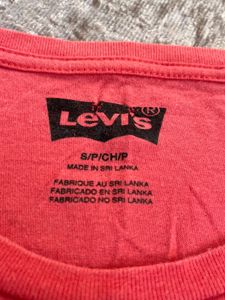 Levi's®
S/P/CH/P
MADE IN SRI LANKA
FABRIQUE AU SRI LANKA
FABRICADO EN SRI LANKA
FABRICADO NO SRI LANKA